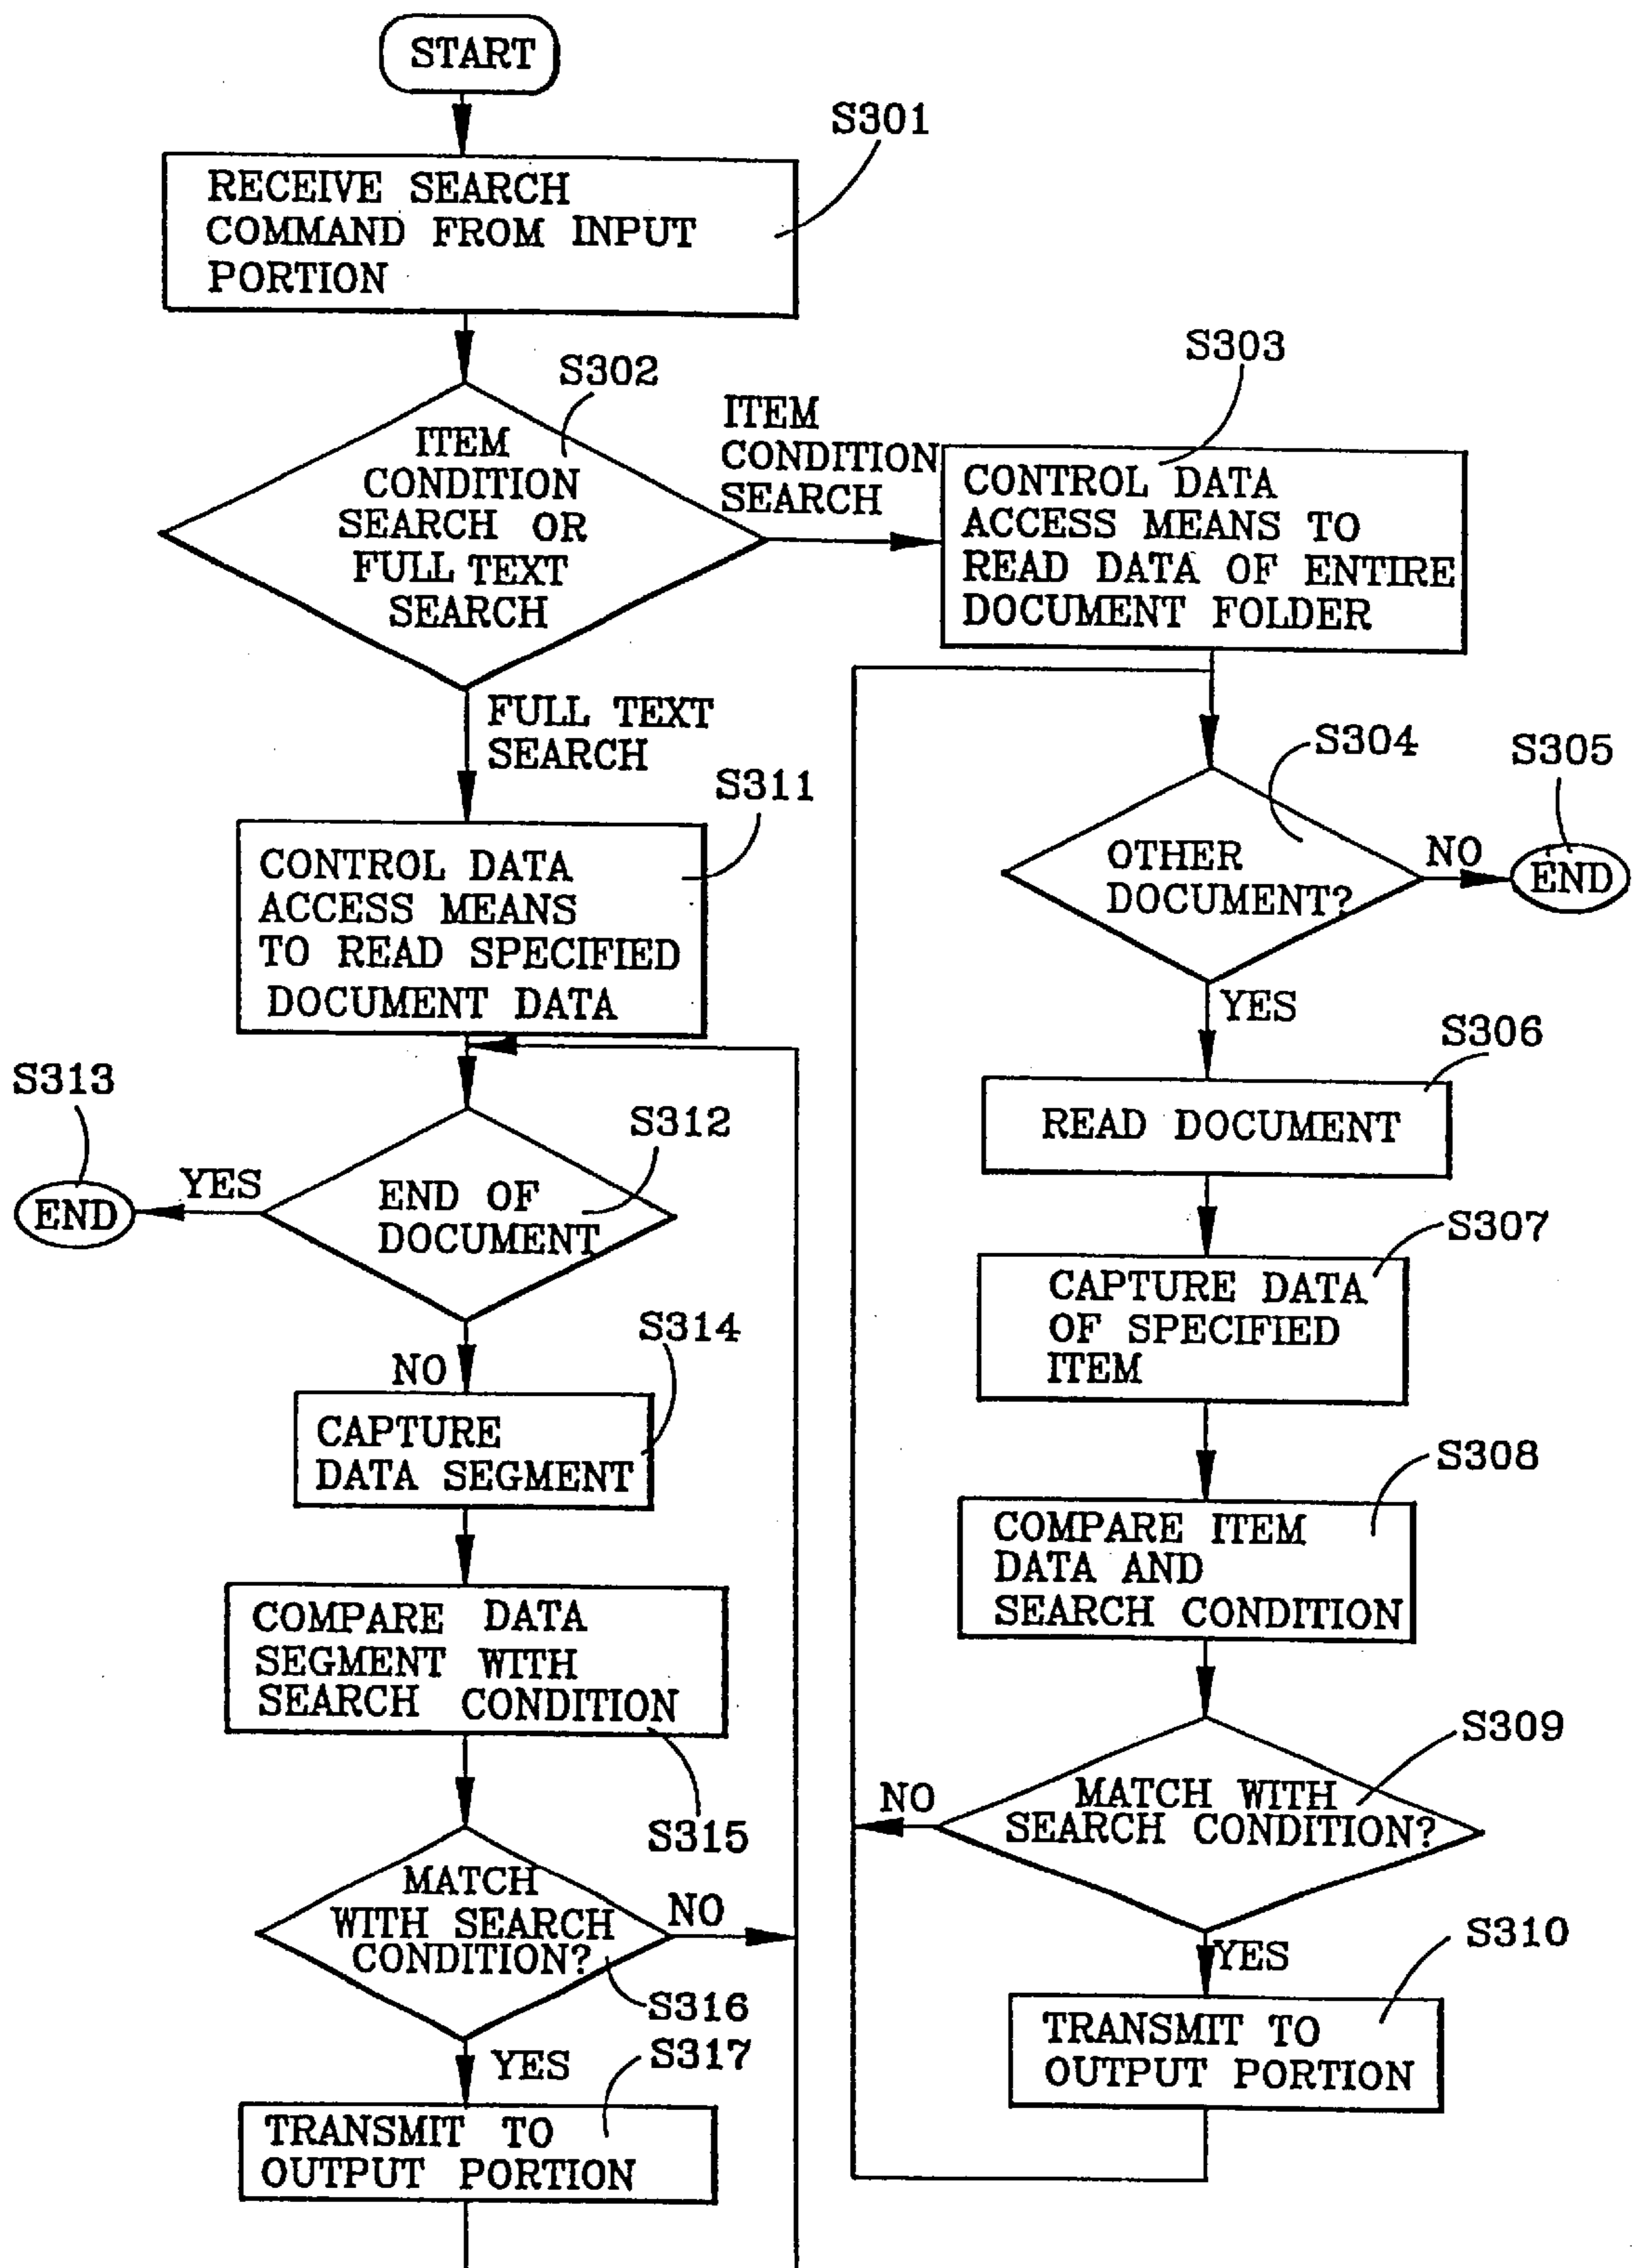 START
S301
RECEIVE SEARCH
COMMAND FROM INPUT
PORTION
S302
ITEM
CONDITION
SEARCH OR
FULL TEXT
SEARCH
ITEM
CONDITION
SEARCH
S303
CONTROL DATA
ACCESS MEANS TO
READ DATA OF ENTIRE
DOCUMENT FOLDER
FULL TEXT
SEARCH
S304
OTHER
DOCUMENT?
NO
S305
END
YES
S306
READ DOCUMENT
S307
CAPTURE DATA
OF SPECIFIED
ITEM
S308
COMPARE ITEM
DATA AND
SEARCH CONDITION
S309
MATCH WITH
SEARCH CONDITION?
NO
YES
S310
TRANSMIT TO
OUTPUT PORTION
S311
CONTROL DATA
ACCESS MEANS
TO READ SPECIFIED
DOCUMENT DATA
S312
END OF
DOCUMENT
YES
S313
END
NO
S314
CAPTURE
DATA SEGMENT
COMPARE DATA
SEGMENT WITH
SEARCH CONDITION
S315
MATCH
WITH SEARCH
CONDITION?
NO
S316
YES
S317
TRANSMIT TO
OUTPUT PORTION